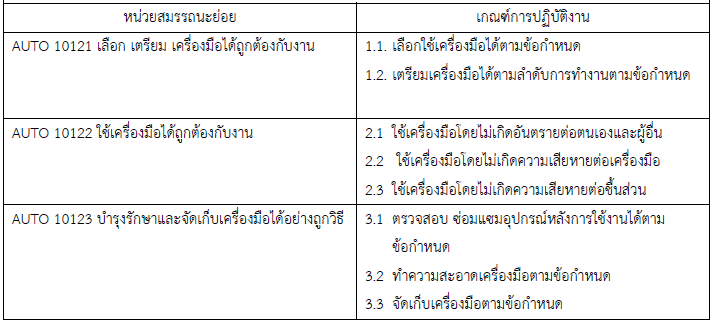 หน่วยสมรรถนะย่อย
เกณฑ์การปฏิบัติงาน
AUTO 10121 เลือก เตรียม เครื่องมือได้ถูกต้องกับงาน
1.1. เลือกใช้เครื่องมือได้ตามข้อกำหนด
1.2. เตรียมเครื่องมือได้ตามลำดับการทำงานตามข้อกำหนด
AUTO 10122 ใช้เครื่องมือได้ถูกต้องกับงาน
2.1 ใช้เครื่องมือโดยไม่เกิดอันตรายต่อตนเองและผู้อื่น
2.2 ใช้เครื่องมือโดยไม่เกิดความเสียหายต่อเครื่องมือ
2.3 ใช้เครื่องมือโดยไม่เกิดความเสียหายต่อชิ้นส่วน
AUTO 10123 บำรุงรักษาและจัดเก็บเครื่องมือได้อย่างถูกวิธี
3.1 ตรวจสอบ ซ่อมแซมอุปกรณ์หลังการใช้งานได้ตาม
ข้อกำหนด
3.2 ทำความสะอาดเครื่องมือตามข้อกำหนด
3.3 จัดเก็บเครื่องมือตามข้อกำหนด